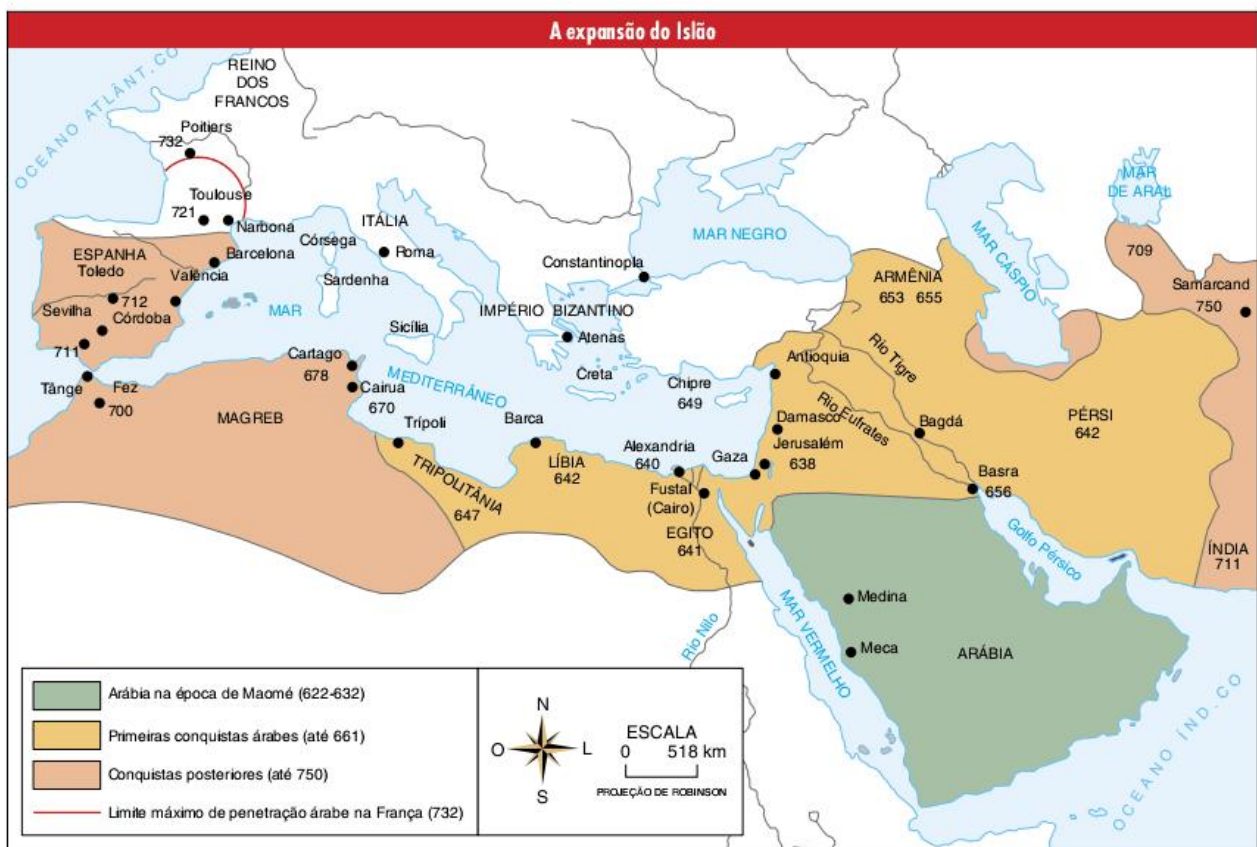 A expansão do Islão
OCEANO ATLÂNT.CO
REINO
DOS
FRANCOS
Poitiers
732
Toulouse
721
Narbona
ESPANHA
Toledo
Barcelona
Valência
712
Sevilha
Córdoba
711
Tânge
Fez
700
MAGREB
Córsega
Sardenha
ITÁLIA
Roma
MAR
MEDITERRÂNEO
Sicília
Cartago
678
Cairua
670
Trípoli
TRIPOLITÂNIA
647
Barca
LÍBIA
642
IMPÉRIO BIZANTINO
Constantinopla
Atenas
Creta
Chipre
649
MAR NEGRO
MAR CÁSPIO
MAR
DE ARAL
709
Samarcand
750
ARMÊNIA
653 655
Antioquia
Rio Tigre
Rio Eufrates
Damasco
Jerusalém
638
Gaza
Alexandria
640
Fustal
(Cairo)
EGITO
641
Rio Nilo
Bagdá
Basra
656
PÉRSI
642
ÍNDIA
711
Golfo Pérsico
MAR VERMELHO
Medina
Meca
ARÁBIA
OCEANO ÍND.CO
Arábia na época de Maomé (622-632)
Primeiras conquistas árabes (até 661)
Conquistas posteriores (até 750)
Limite máximo de penetração árabe na França (732)
N
O
L
S
ESCALA
0 518 km
PROJEÇÃO DE ROBINSON